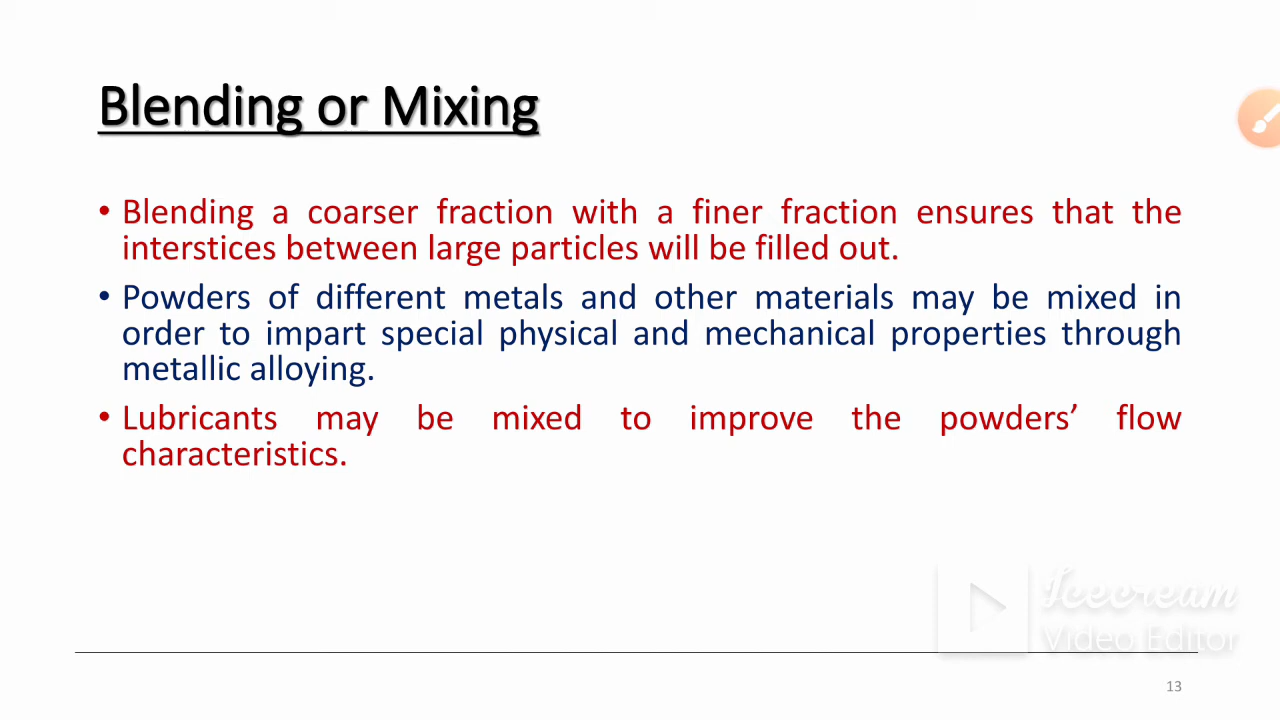 Blending or Mixing
• Blending a coarser fraction with a finer fraction ensures that the
interstices between large particles will be filled out.
• Powders of different metals and other materials may be mixed in
order to impart special physical and mechanical properties through
metallic alloying.
• Lubricants may be mixed to improve the powders’ flow
characteristics.
Icecream
Video Editor
13